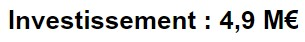 Investissement : 4,9 M€